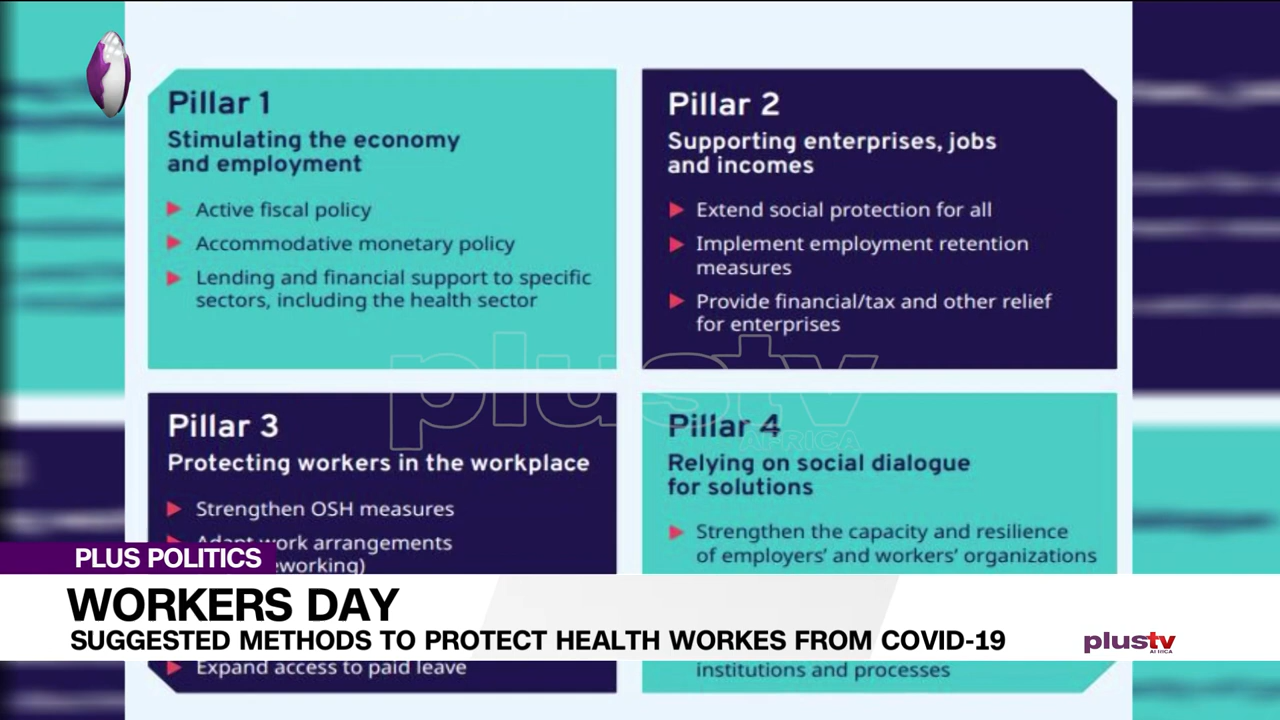 Pillar 1
Stimulating the economy
and employment
Active fiscal policy
Accommodative monetary policy
Lending and financial support to specific
sectors, including the health sector
Pillar 2
Supporting enterprises, jobs
and incomes
Extend social protection for all
Implement employment retention
measures
Provide financial/tax and other relief
for enterprises
Pillar 3
Protecting workers in the workplace
Strengthen OSH measures
Adapt work arrangements
eworking)
Expand access to paid leave
Pillar 4
Relying on social dialogue
for solutions
Strengthen the capacity and resilience
of employers' and workers' organizations
institutions and processes
plustv
AFRICA
PLUS POLITICS
WORKERS DAY
SUGGESTED METHODS TO PROTECT HEALTH WORKES FROM COVID-19
plustv
AFRICA